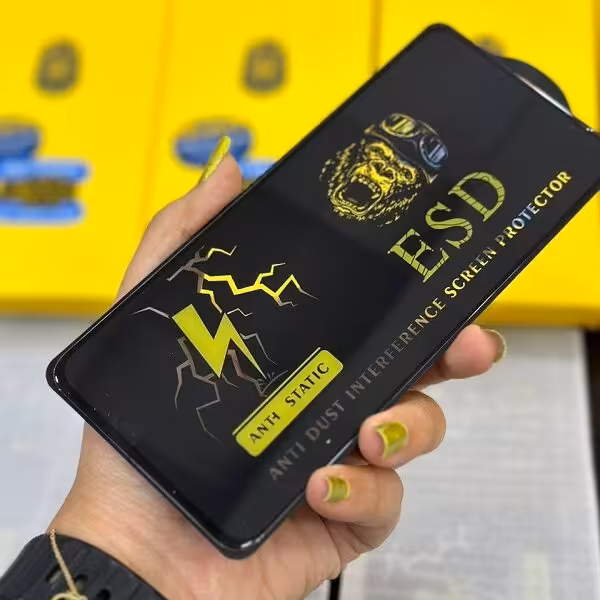 ESD
ANTI DUST INTERFERENCE SCREEN PROTECTOR
ANTI STATIC